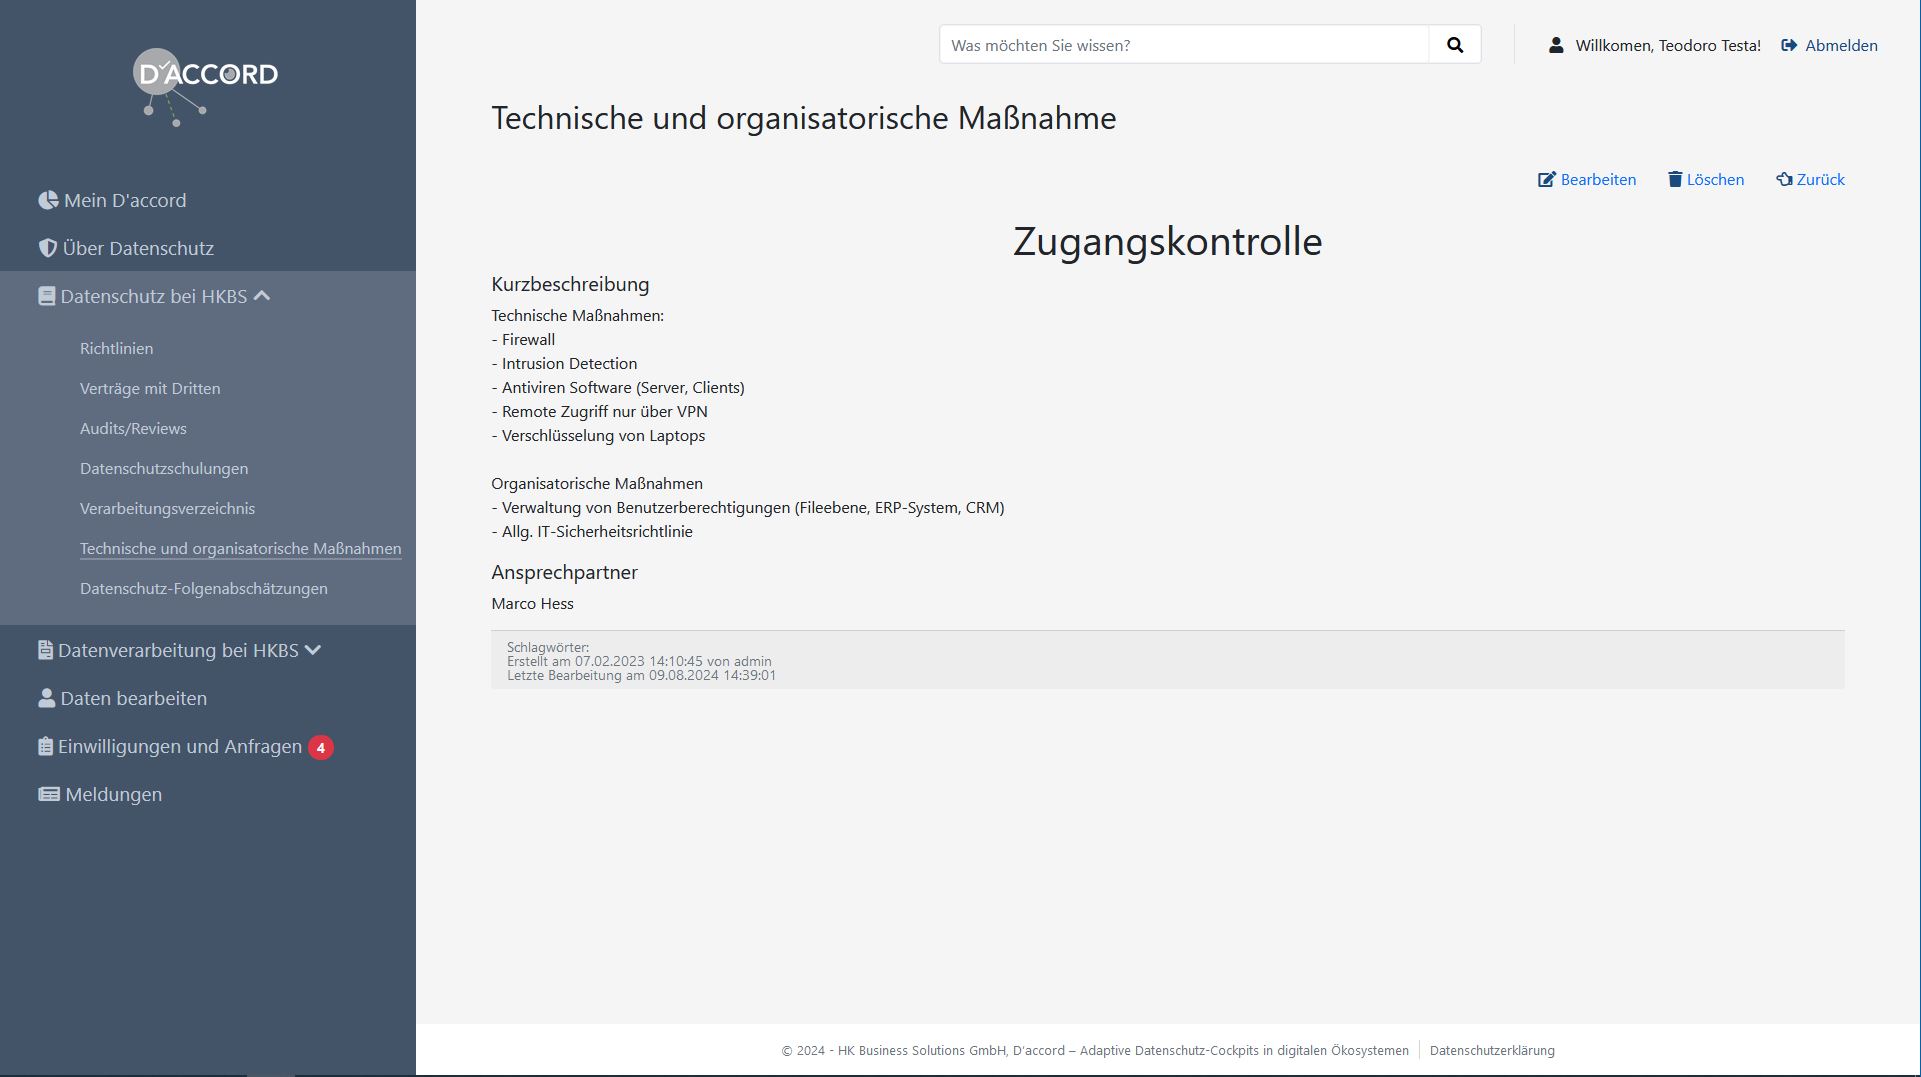 D'ACCORD
Mein D'accord
Über Datenschutz
Datenschutz bei HKBS
Richtlinien
Verträge mit Dritten
Audits/Reviews
Datenschutzschulungen
Verarbeitungsverzeichnis
Technische und organisatorische Maßnahmen
Datenschutz-Folgenabschätzungen
Datenverarbeitung bei HKBS
Daten bearbeiten
Einwilligungen und Anfragen 4
Meldungen
Was möchten Sie wissen?
Willkomen, Teodoro Testa! Abmelden
Technische und organisatorische Maßnahme
Bearbeiten Löschen Zurück
Zugangskontrolle
Kurzbeschreibung
Technische Maßnahmen:
- Firewall
- Intrusion Detection
- Antiviren Software (Server, Clients)
- Remote Zugriff nur über VPN
- Verschlüsselung von Laptops
Organisatorische Maßnahmen
- Verwaltung von Benutzerberechtigungen (Fileebene, ERP-System, CRM)
- Allg. IT-Sicherheitsrichtlinie
Ansprechpartner
Marco Hess
Schlagwörter:
Erstellt am 07.02.2023 14:10:45 von admin
Letzte Bearbeitung am 09.08.2024 14:39:01
© 2024 - HK Business Solutions GmbH, D'accord – Adaptive Datenschutz-Cockpits in digitalen Ökosystemen Datenschutzerklärung